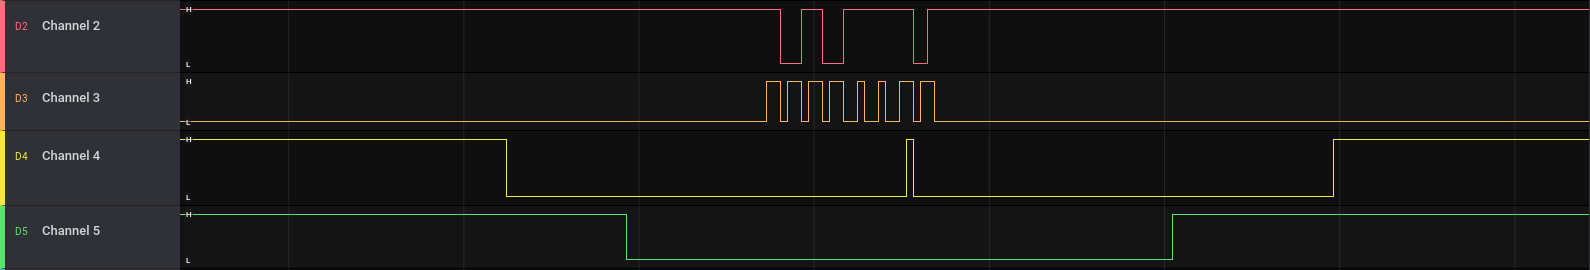 D2 Channel 2 H
L
D3 Channel 3 H
L
D4 Channel 4 H
L
D5 Channel 5 H
L